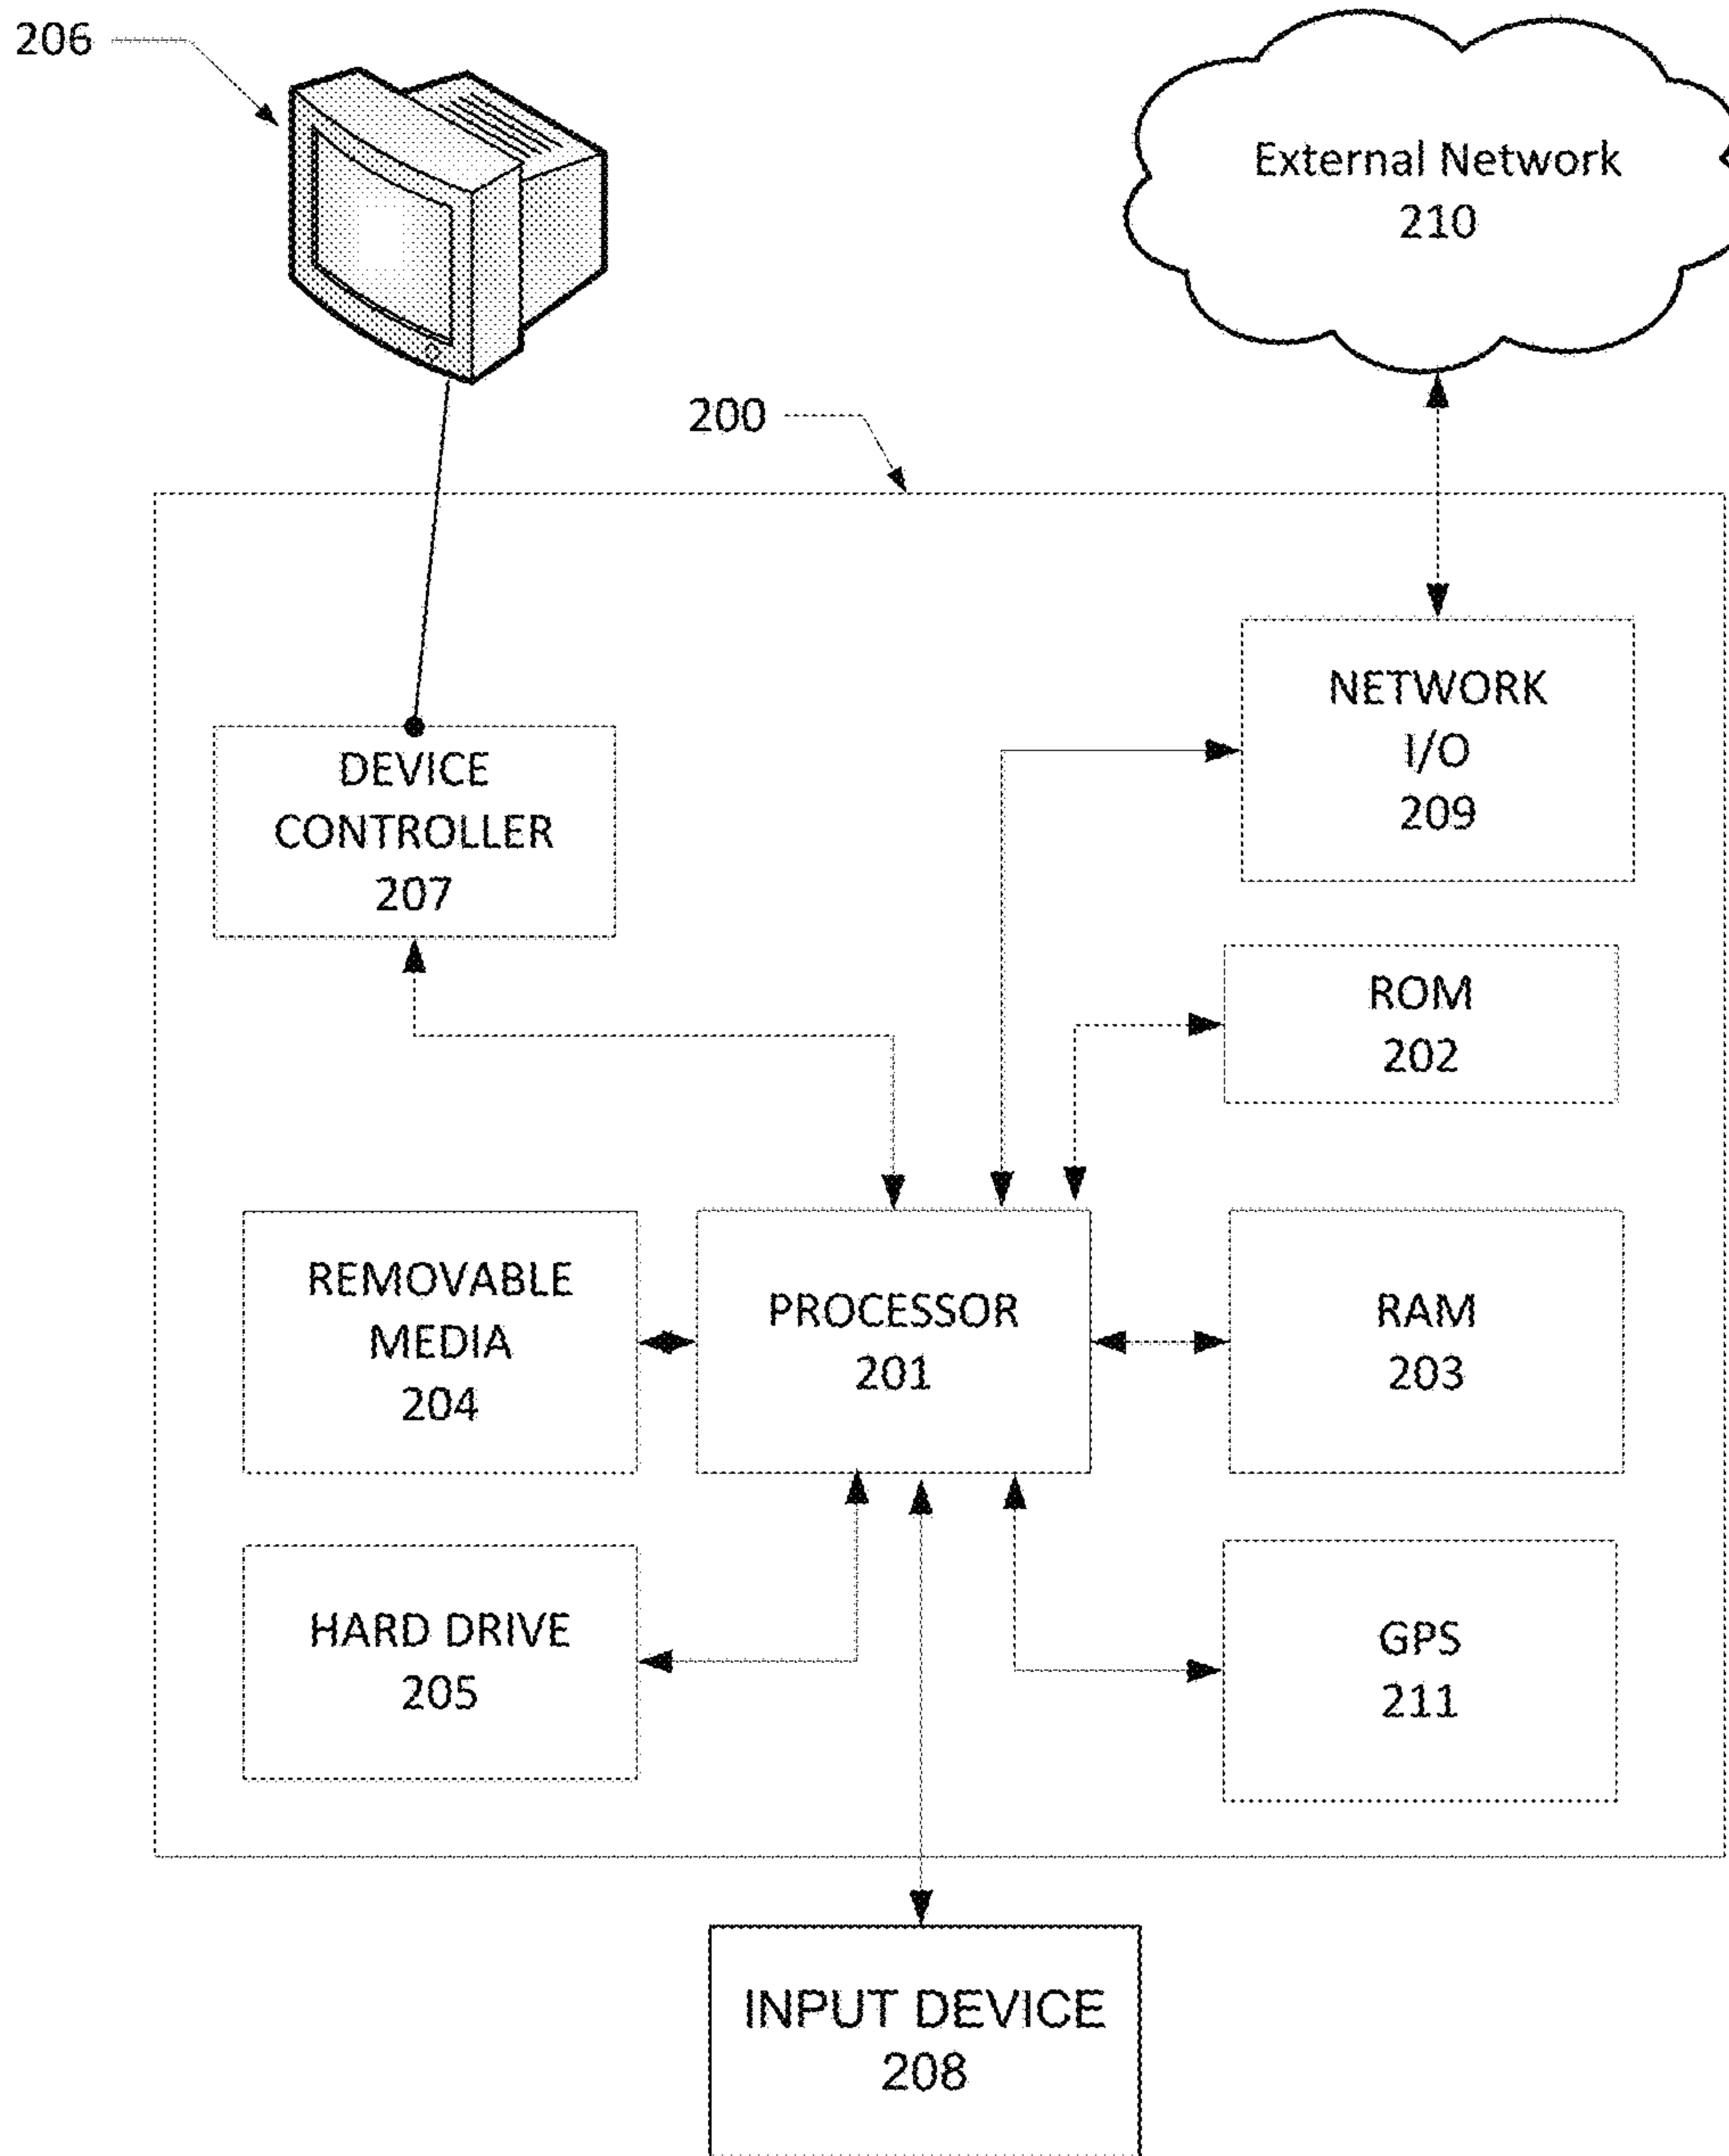 206
External Network
210
200
NETWORK
I/O
209
DEVICE
CONTROLLER
207
ROM
202
REMOVABLE
MEDIA
204
PROCESSOR
201
RAM
203
HARD DRIVE
205
GPS
211
INPUT DEVICE
208